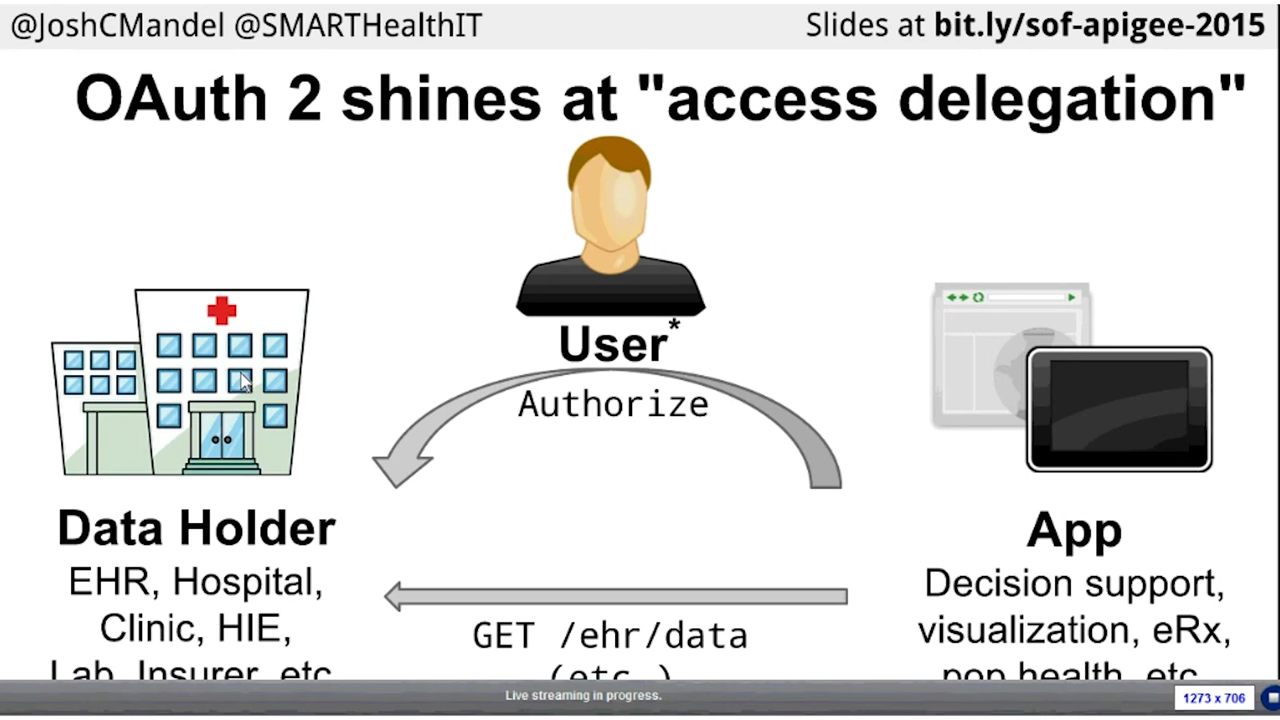 @JoshCMandel @SMARTHealthIT
Slides at bit.ly/sof-apigee-2015
OAuth 2 shines at "access delegation"
User*
Authorize
Data Holder
EHR, Hospital,
Clinic, HIE,
Lab, Insurer, etc
App
Decision support,
visualization, eRx,
pop health, etc
GET /ehr/data
(etc.)
Live streaming in progress.
1273 x 706